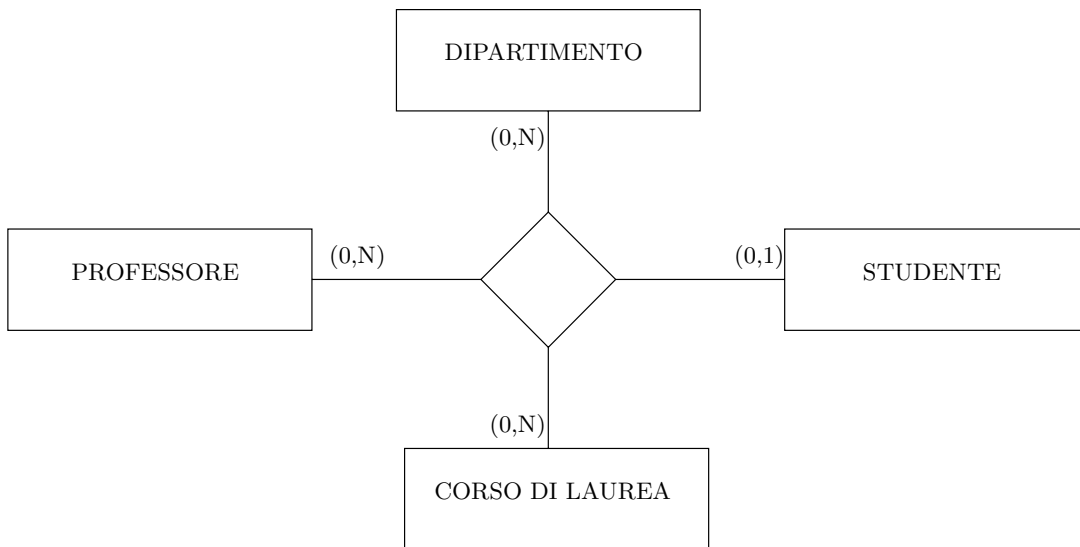 DIPARTIMENTO
(0,N)
PROFESSORE
(0,N)
(0,1)
STUDENTE
(0,N)
CORSO DI LAUREA